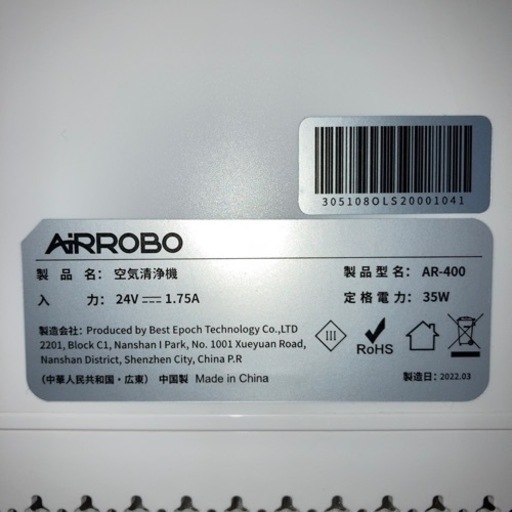 305108OLS20001041
AiRROBO
製品名: 空気清浄機 製品型名: AR-400
入力: 24V⎓1.75A 定格電力: 35W
製造会社: Produced by Best Epoch Technology Co.,LTD
2201, Block C1, Nanshan I Park, No. 1001 Xueyuan Road,
Nanshan District, Shenzhen City, China P.R
(中華人民共和国・広東) 中国製 Made in China
III
RoHS
製造日: 2022.03